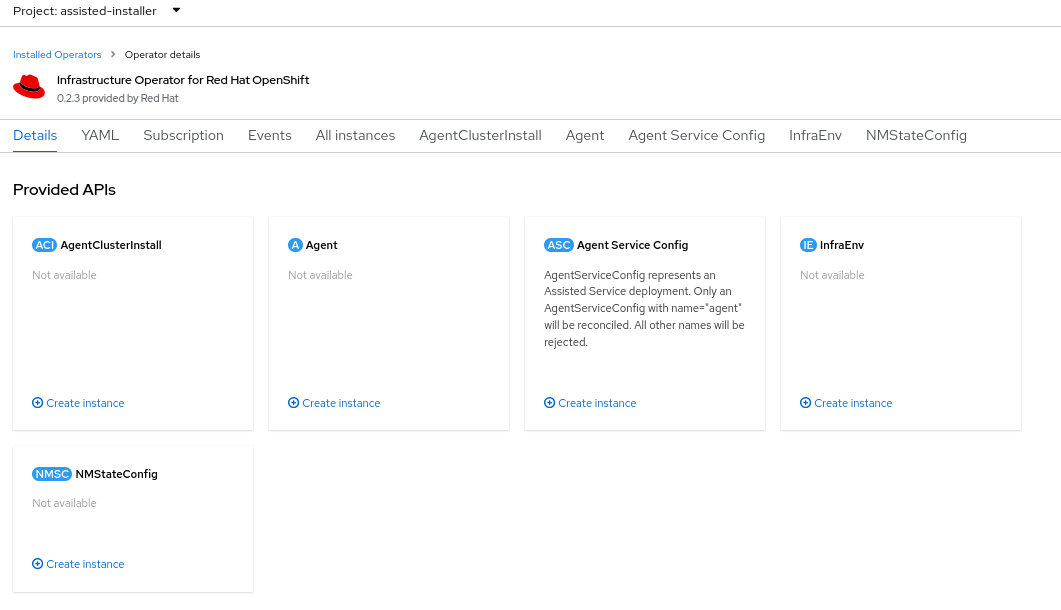 Project: assisted-installer
Installed Operators > Operator details
Infrastructure Operator for Red Hat OpenShift
0.2.3 provided by Red Hat
Details YAML Subscription Events All instances AgentClusterInstall Agent Agent Service Config InfraEnv NMStateConfig
Provided APIs
ACI AgentClusterInstall
Not available
Create instance
A Agent
Not available
Create instance
ASC Agent Service Config
AgentServiceConfig represents an
Assisted Service deployment. Only an
AgentServiceConfig with name="agent"
will be reconciled. All other names will be
rejected.
Create instance
IE InfraEnv
Not available
Create instance
NMSC NMStateConfig
Not available
Create instance